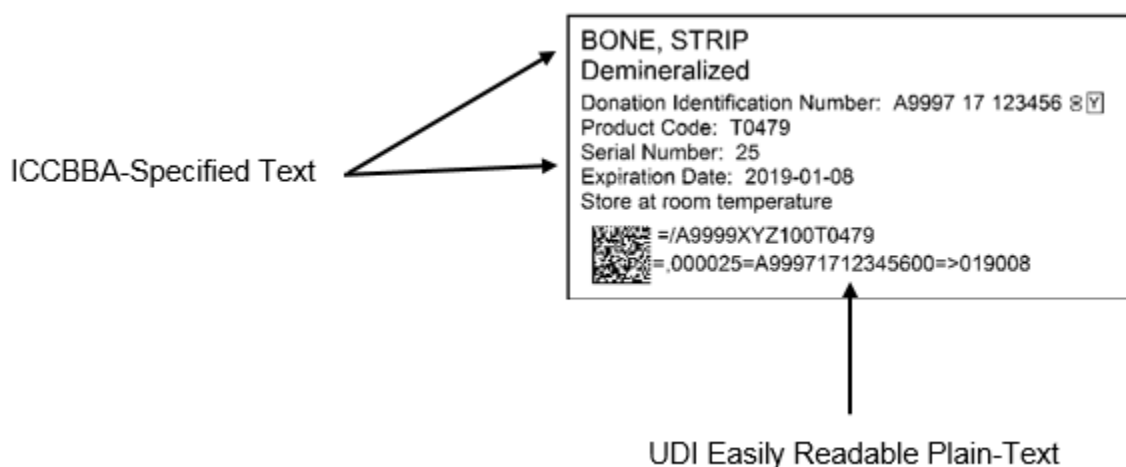 BONE, STRIP
Demineralized
Donation Identification Number: A9997 17 123456 8 Y
Product Code: T0479
ICCBBA-Specified Text
Serial Number: 25
Expiration Date: 2019-01-08
Store at room temperature
=/A9999XYZ100T0479
=,000025=A99971712345600=>019008
UDI Easily Readable Plain-Text